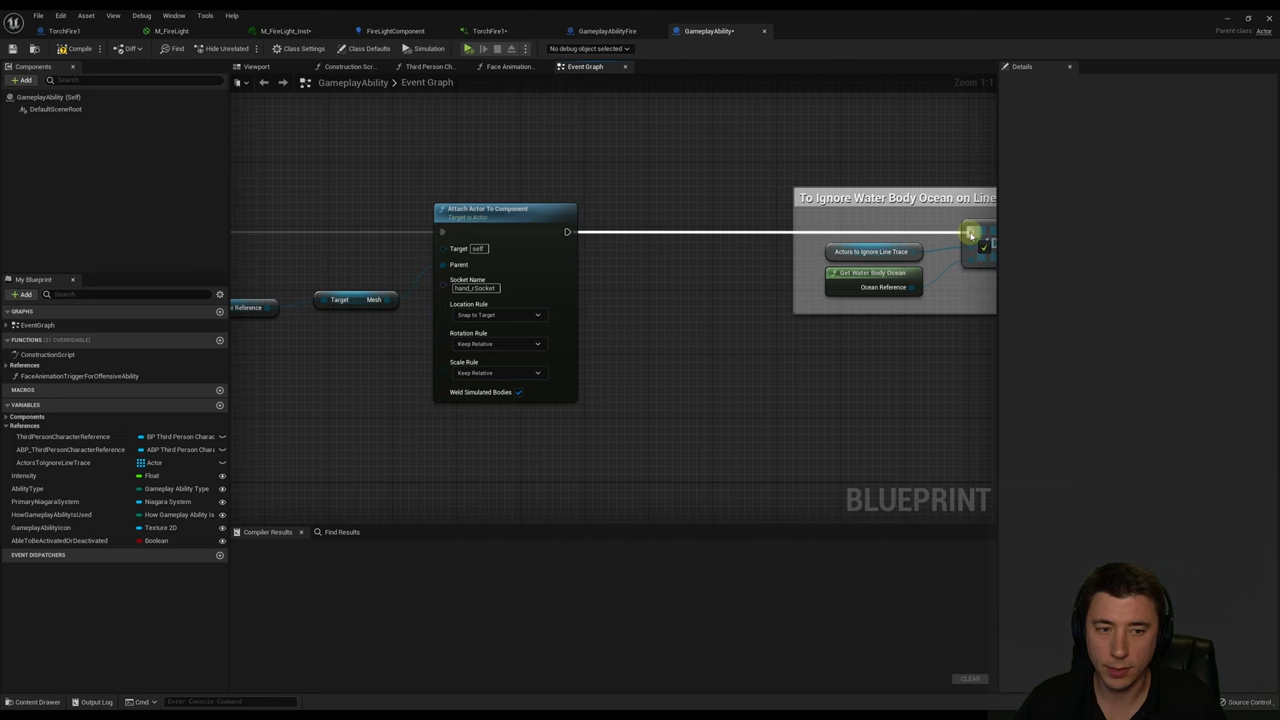 File Edit Asset View Debug Window Tools Help
Parent class: Actor
TorchFire1 M_FireLight M_FireLight_Inst• FireLightComponent TorchFire1• GameplayAbilityFire GameplayAbility•
Compile Diff Find Hide Unrelated Class Settings Class Defaults Simulation No debug object selected
Components Viewport Construction Scr... Third Person Ch... Face Animation... Event Graph Details
Add Search
GameplayAbility > Event Graph Zoom 1:1
GameplayAbility (Self)
DefaultSceneRoot
To Ignore Water Body Ocean on Line
Attach Actor To Component
Target is Actor
Target self
Actors to Ignore Line Trace
Parent
Get Water Body Ocean
Socket Name
hand_rSocket
Ocean Reference
Reference
Target Mesh
Location Rule
Snap to Target
Rotation Rule
Keep Relative
Scale Rule
Keep Relative
Weld Simulated Bodies
My Blueprint
Add Search
GRAPHS
EventGraph
FUNCTIONS (21 OVERRIDABLE)
ConstructionScript
References
FaceAnimationTriggerForOffensiveAbility
MACROS
VARIABLES
Components
References
ThirdPersonCharacterReference BP Third Person Charac
ABP_ThirdPersonCharacterReference ABP Third Person Char
ActorsToIgnoreLineTrace Actor
Intensity Float
AbilityType Gameplay Ability Type
PrimaryNiagaraSystem Niagara System
HowGameplayAbilityIsUsed How Gameplay Ability Is
GameplayAbilityIcon Texture 2D
AbleToBeActivatedOrDeactivated Boolean
EVENT DISPATCHERS
BLUEPRINT
Compiler Results Find Results
CLEAR
Content Drawer Output Log Cmd Enter Console Command Source Control